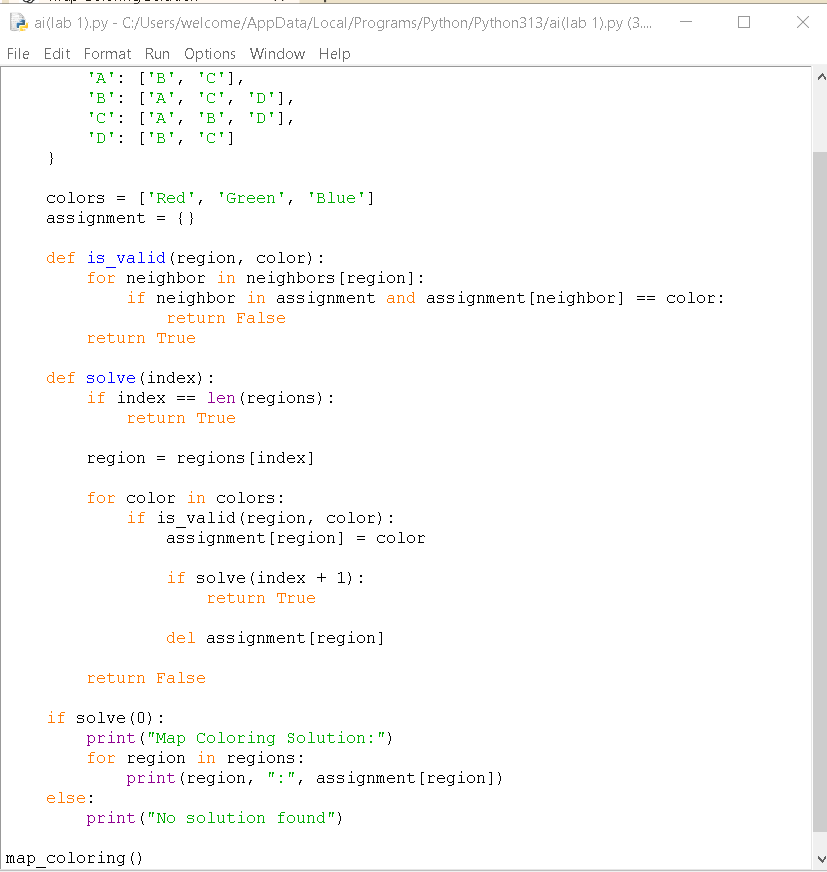 ai(lab 1).py - C:/Users/welcome/AppData/Local/Programs/Python/Python313/ai(lab 1).py (3....
File Edit Format Run Options Window Help
        'A': ['B', 'C'],
        'B': ['A', 'C', 'D'],
        'C': ['A', 'B', 'D'],
        'D': ['B', 'C']
    }

    colors = ['Red', 'Green', 'Blue']
    assignment = {}

    def is_valid(region, color):
        for neighbor in neighbors[region]:
            if neighbor in assignment and assignment[neighbor] == color:
                return False
        return True

    def solve(index):
        if index == len(regions):
            return True

        region = regions[index]

        for color in colors:
            if is_valid(region, color):
                assignment[region] = color

                if solve(index + 1):
                    return True

                del assignment[region]

        return False

    if solve(0):
        print("Map Coloring Solution:")
        for region in regions:
            print(region, ":", assignment[region])
    else:
        print("No solution found")

map_coloring()